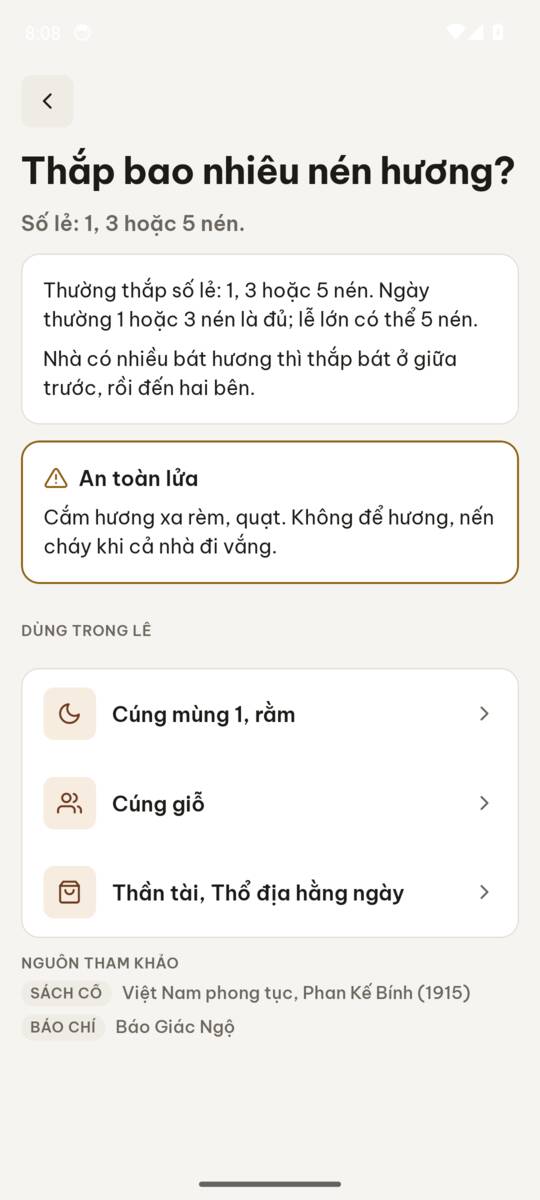 8:08
Thắp bao nhiêu nén hương?
Số lẻ: 1, 3 hoặc 5 nén.
Thường thắp số lẻ: 1, 3 hoặc 5 nén. Ngày
thường 1 hoặc 3 nén là đủ; lễ lớn có thể 5 nén.
Nhà có nhiều bát hương thì thắp bát ở giữa
trước, rồi đến hai bên.
An toàn lửa
Cắm hương xa rèm, quạt. Không để hương, nến
cháy khi cả nhà đi vắng.
DÙNG TRONG LỄ
Cúng mùng 1, rằm
Cúng giỗ
Thần tài, Thổ địa hằng ngày
NGUỒN THAM KHẢO
SÁCH CỔ Việt Nam phong tục, Phan Kế Bính (1915)
BÁO CHÍ Báo Giác Ngộ